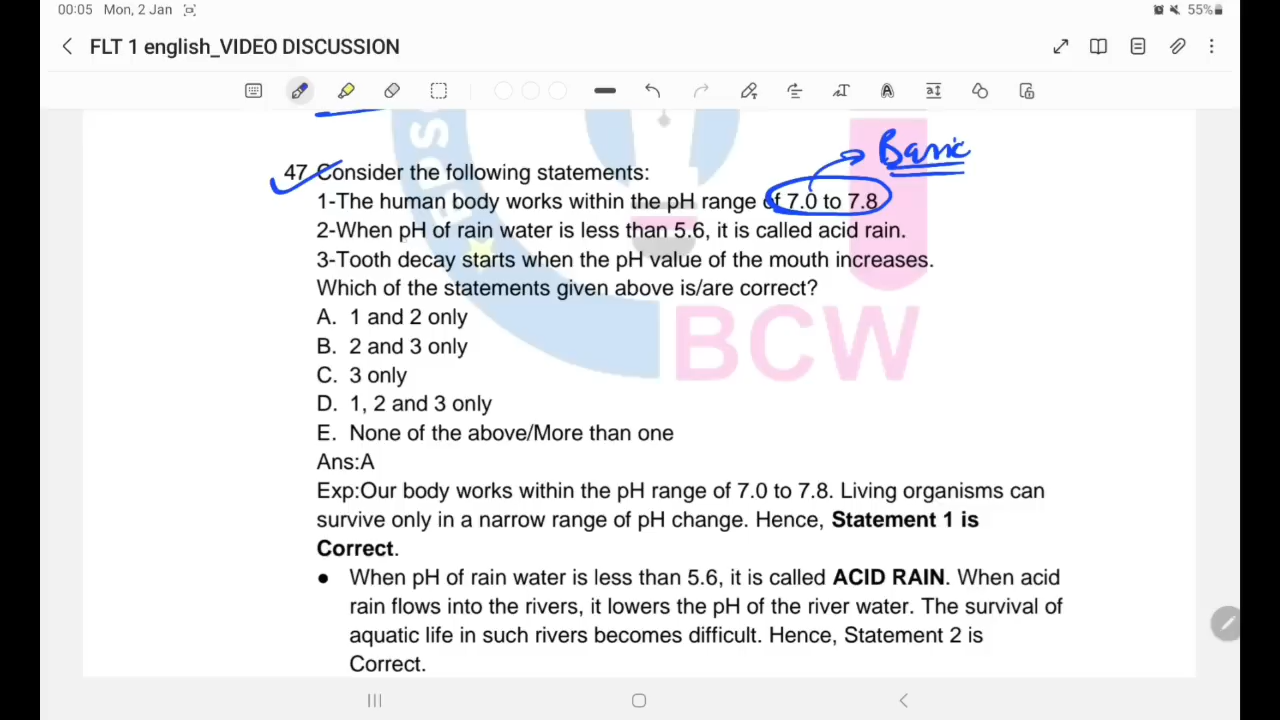 00:05 Mon, 2 Jan
55%
FLT 1 english_VIDEO DISCUSSION
Basic
47 Consider the following statements:
1-The human body works within the pH range of 7.0 to 7.8
2-When pH of rain water is less than 5.6, it is called acid rain.
3-Tooth decay starts when the pH value of the mouth increases.
Which of the statements given above is/are correct?
A. 1 and 2 only
B. 2 and 3 only
C. 3 only
D. 1, 2 and 3 only
E. None of the above/More than one
Ans:A
Exp:Our body works within the pH range of 7.0 to 7.8. Living organisms can
survive only in a narrow range of pH change. Hence, Statement 1 is
Correct.
● When pH of rain water is less than 5.6, it is called ACID RAIN. When acid
rain flows into the rivers, it lowers the pH of the river water. The survival of
aquatic life in such rivers becomes difficult. Hence, Statement 2 is
Correct.
BCW